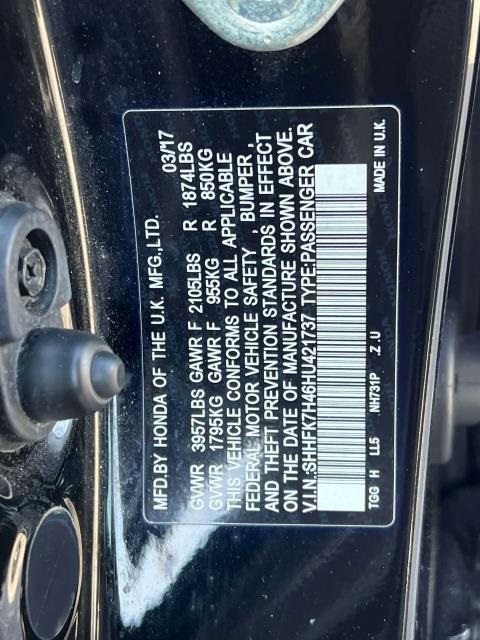 MFD.BY HONDA OF THE U.K. MFG.,LTD. 03/17
GVWR 3957LBS GAWR F 2105LBS R 1874LBS
GVWR 1795KG GAWR F 955KG R 850KG
THIS VEHICLE CONFORMS TO ALL APPLICABLE
FEDERAL MOTOR VEHICLE SAFETY , BUMPER ,
AND THEFT PREVENTION STANDARDS IN EFFECT
ON THE DATE OF MANUFACTURE SHOWN ABOVE.
V.I.N.:SHHFK7H46HU421737 TYPE:PASSENGER CAR
TGG H LL5 NH731P Z.U MADE IN U.K.